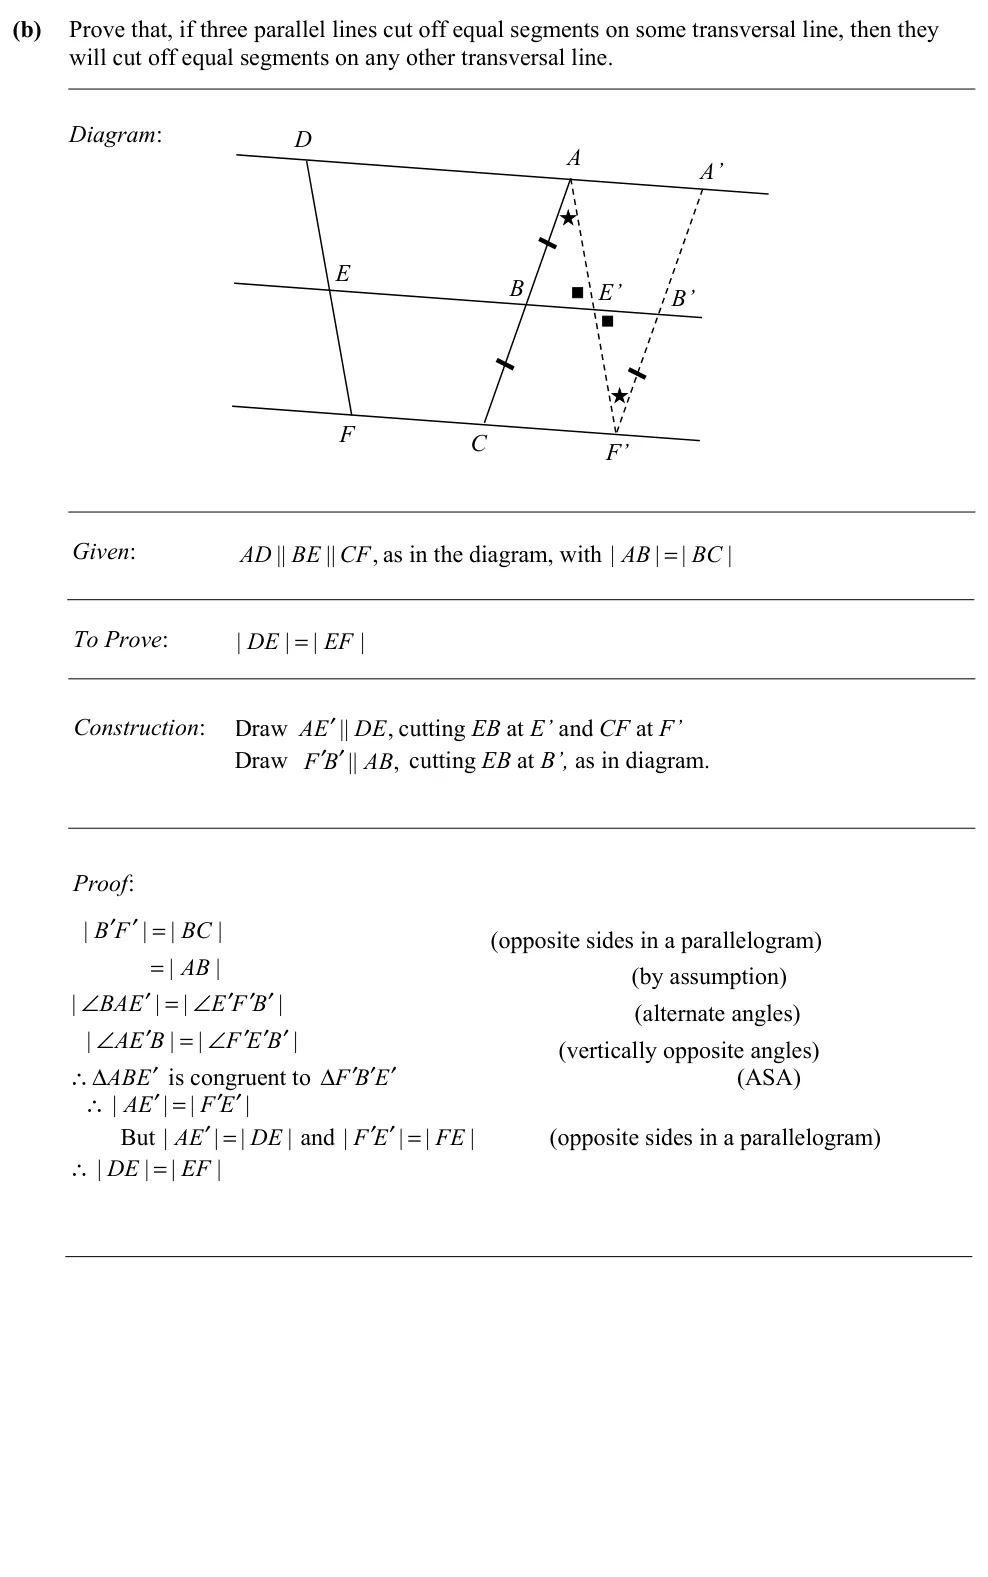 (b) Prove that, if three parallel lines cut off equal segments on some transversal line, then they
will cut off equal segments on any other transversal line.
Diagram:
D
A
A’
E
B
E’
B’
F
C
F’
Given: AD || BE || CF, as in the diagram, with | AB |=| BC |
To Prove: | DE |=| EF |
Construction: Draw AE′ || DE, cutting EB at E’ and CF at F’
Draw F′B′ || AB, cutting EB at B’, as in diagram.
Proof:
| B′F′ |=| BC | (opposite sides in a parallelogram)
=| AB | (by assumption)
| ∠BAE′ |=| ∠E′F′B′ | (alternate angles)
| ∠AE′B |=| ∠F′E′B′ | (vertically opposite angles)
∴ ΔABE′ is congruent to ΔF′B′E′ (ASA)
∴ | AE′ |=| F′E′ |
But | AE′ |=| DE | and | F′E′ |=| FE | (opposite sides in a parallelogram)
∴ | DE |=| EF |